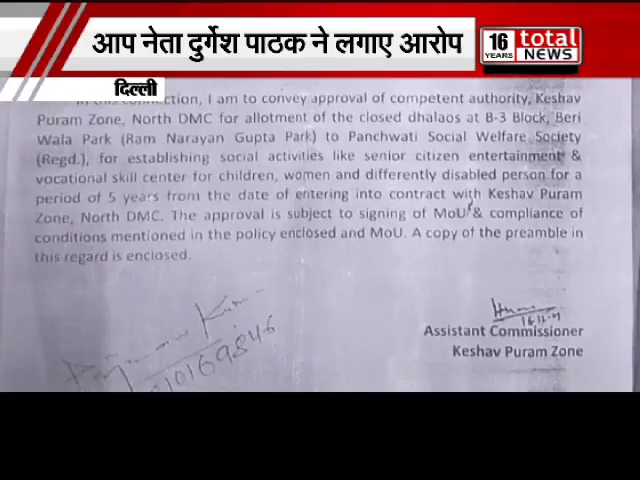 आप नेता दुर्गेश पाठक ने लगाए आरोप
16 YEARS
total NEWS
दिल्ली
In this connection, I am to convey approval of competent authority, Keshav
Puram Zone, North DMC for allotment of the closed dhalaos at B-3 Block, Beri
Wala Park (Ram Narayan Gupta Park) to Panchwati Social Welfare Society
(Regd.), for establishing social activities like senior citizen entertainment &
vocational skill center for children, women and differently disabled person for a
period of 5 years from the date of entering into contract with Keshav Puram
Zone, North DMC. The approval is subject to signing of MoU & compliance of
conditions mentioned in the policy enclosed and MoU. A copy of the preamble in
this regard is enclosed.
Assistant Commissioner
Keshav Puram Zone